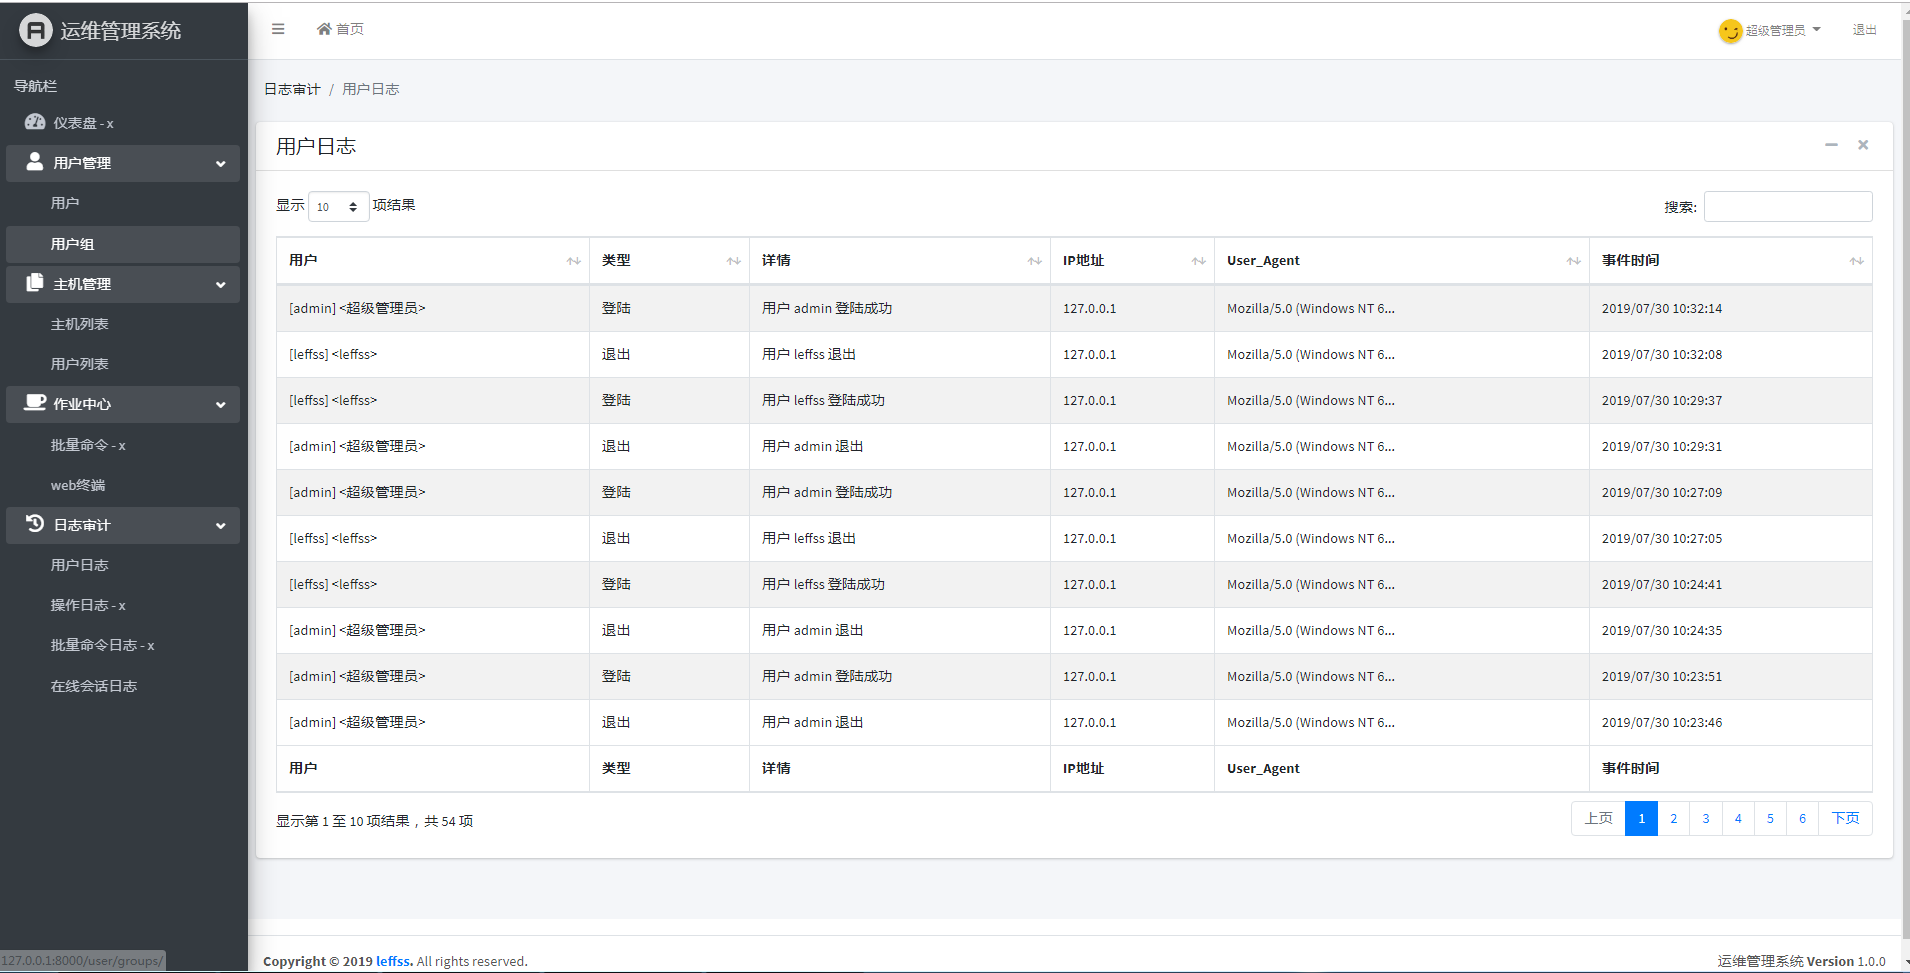 运维管理系统
首页
超级管理员
退出
导航栏
仪表盘 - x
用户管理
用户
用户组
主机管理
主机列表
用户列表
作业中心
批量命令 - x
web终端
日志审计
用户日志
操作日志 - x
批量命令日志 - x
在线会话日志
127.0.0.1:8000/user/groups/
日志审计 / 用户日志
用户日志
显示 10 项结果
搜索:
用户 类型 详情 IP地址 User_Agent 事件时间
[admin] <超级管理员> 登陆 用户 admin 登陆成功 127.0.0.1 Mozilla/5.0 (Windows NT 6... 2019/07/30 10:32:14
[leffss] <leffss> 退出 用户 leffss 退出 127.0.0.1 Mozilla/5.0 (Windows NT 6... 2019/07/30 10:32:08
[leffss] <leffss> 登陆 用户 leffss 登陆成功 127.0.0.1 Mozilla/5.0 (Windows NT 6... 2019/07/30 10:29:37
[admin] <超级管理员> 退出 用户 admin 退出 127.0.0.1 Mozilla/5.0 (Windows NT 6... 2019/07/30 10:29:31
[admin] <超级管理员> 登陆 用户 admin 登陆成功 127.0.0.1 Mozilla/5.0 (Windows NT 6... 2019/07/30 10:27:09
[leffss] <leffss> 退出 用户 leffss 退出 127.0.0.1 Mozilla/5.0 (Windows NT 6... 2019/07/30 10:27:05
[leffss] <leffss> 登陆 用户 leffss 登陆成功 127.0.0.1 Mozilla/5.0 (Windows NT 6... 2019/07/30 10:24:41
[admin] <超级管理员> 退出 用户 admin 退出 127.0.0.1 Mozilla/5.0 (Windows NT 6... 2019/07/30 10:24:35
[admin] <超级管理员> 登陆 用户 admin 登陆成功 127.0.0.1 Mozilla/5.0 (Windows NT 6... 2019/07/30 10:23:51
[admin] <超级管理员> 退出 用户 admin 退出 127.0.0.1 Mozilla/5.0 (Windows NT 6... 2019/07/30 10:23:46
用户 类型 详情 IP地址 User_Agent 事件时间
显示第 1 至 10 项结果，共 54 项
上页 1 2 3 4 5 6 下页
Copyright © 2019 leffss. All rights reserved.
运维管理系统 Version 1.0.0